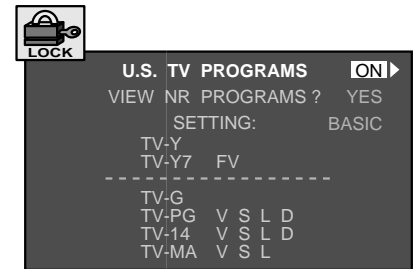 LOCK
U.S. TV PROGRAMS ON
VIEW NR PROGRAMS ? YES
SETTING: BASIC
TV-Y
TV-Y7 FV
TV-G
TV-PG V S L D
TV-14 V S L D
TV-MA V S L